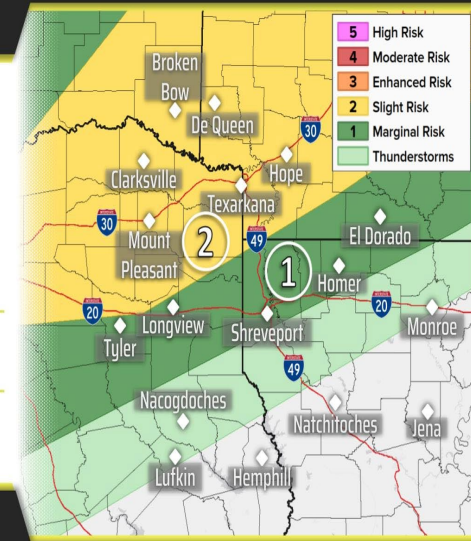 5 High Risk
4 Moderate Risk
3 Enhanced Risk
2 Slight Risk
1 Marginal Risk
Thunderstorms
Broken
Bow
De Queen
30
Clarksville
Hope
Texarkana
30
Mount
Pleasant
2
49
El Dorado
1
Homer
20
Longview
Shreveport
20
Monroe
Tyler
49
Nacogdoches
Natchitoches
Jena
Lufkin
Hemphill